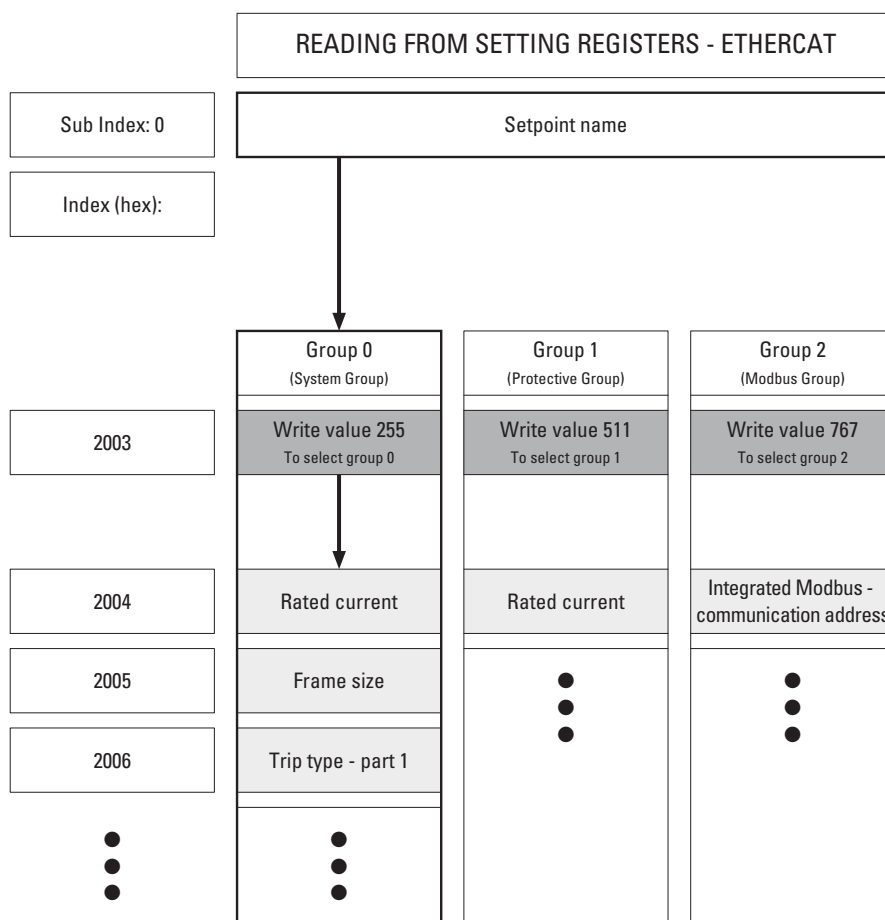 READING FROM SETTING REGISTERS - ETHERCAT
Sub Index: 0
Setpoint name
Index (hex):
Group 0
(System Group)
Group 1
(Protective Group)
Group 2
(Modbus Group)
2003
Write value 255
To select group 0
Write value 511
To select group 1
Write value 767
To select group 2
2004
Rated current
Rated current
Integrated Modbus -
communication address
2005
Frame size
2006
Trip type - part 1